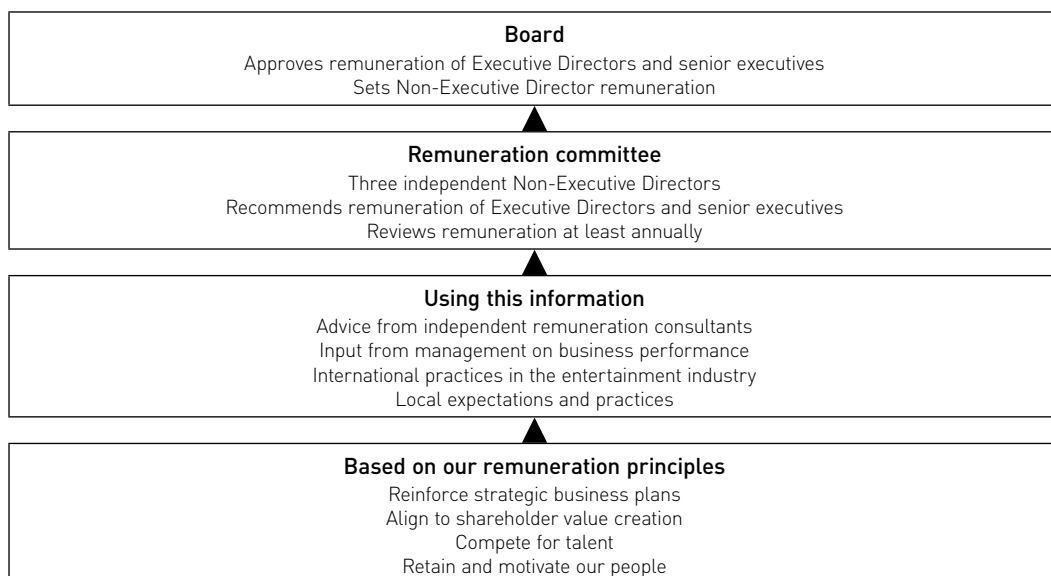 Board
Approves remuneration of Executive Directors and senior executives
Sets Non-Executive Director remuneration
Remuneration committee
Three independent Non-Executive Directors
Recommends remuneration of Executive Directors and senior executives
Reviews remuneration at least annually
Using this information
Advice from independent remuneration consultants
Input from management on business performance
International practices in the entertainment industry
Local expectations and practices
Based on our remuneration principles
Reinforce strategic business plans
Align to shareholder value creation
Compete for talent
Retain and motivate our people